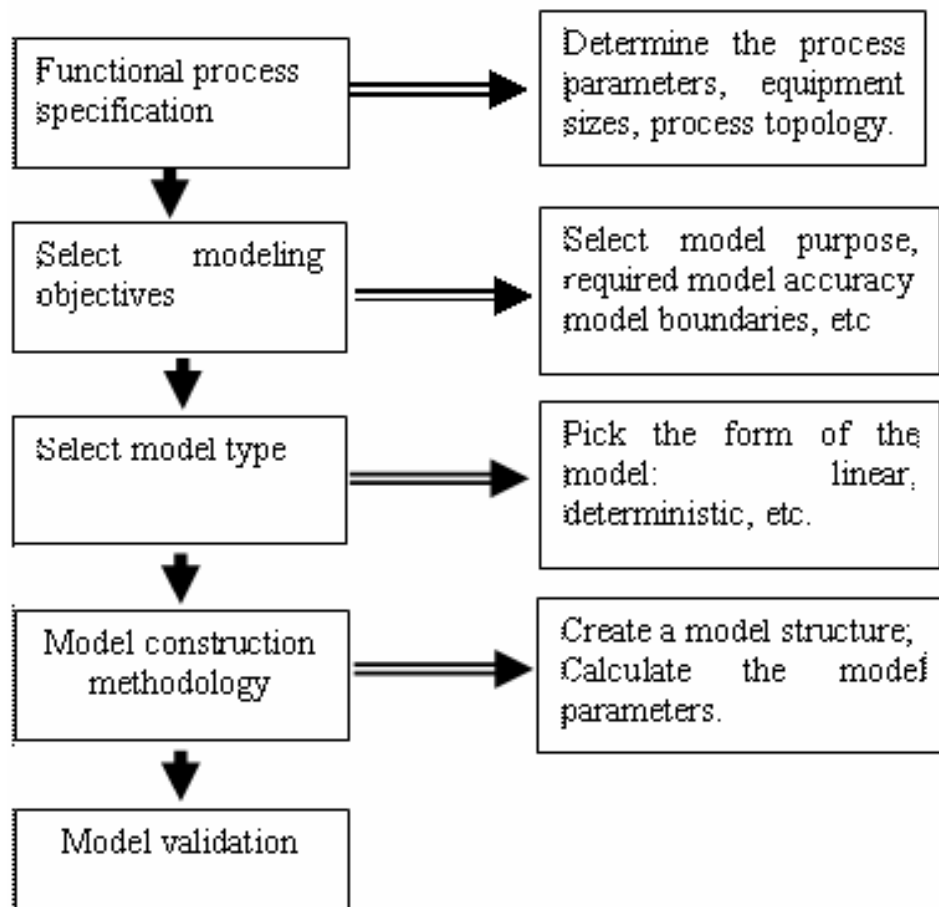 Functional process
specification
Determine the process
parameters, equipment
sizes, process topology.
Select modeling
objectives
Select model purpose,
required model accuracy
model boundaries, etc
Select model type
Pick the form of the
model: linear,
deterministic, etc.
Model construction
methodology
Create a model structure;
Calculate the model
parameters.
Model validation